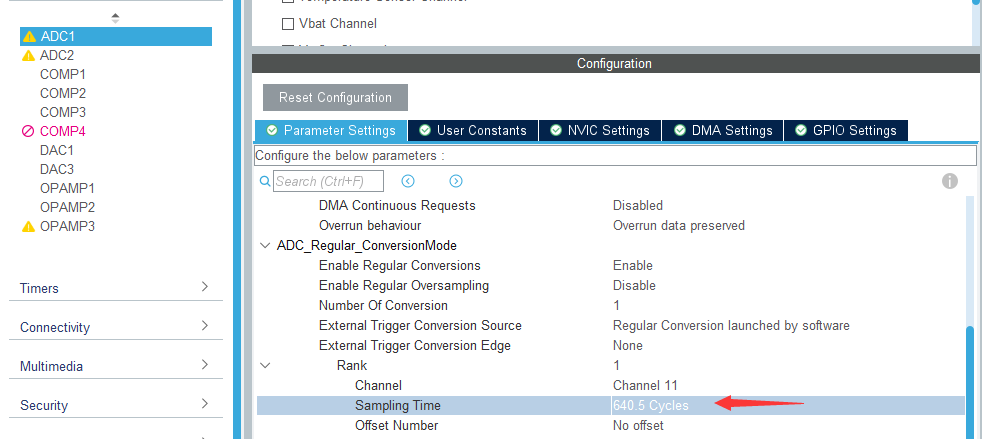 Temperature Sensor Channel
Vbat Channel
ADC1
ADC2
COMP1
COMP2
COMP3
COMP4
DAC1
DAC3
OPAMP1
OPAMP2
OPAMP3
Timers
Connectivity
Multimedia
Security
Configuration
Reset Configuration
Parameter Settings
User Constants
NVIC Settings
DMA Settings
GPIO Settings
Configure the below parameters :
Search (Ctrl+F)
DMA Continuous Requests Disabled
Overrun behaviour Overrun data preserved
ADC_Regular_ConversionMode
Enable Regular Conversions Enable
Enable Regular Oversampling Disable
Number Of Conversion 1
External Trigger Conversion Source Regular Conversion launched by software
External Trigger Conversion Edge None
Rank 1
Channel Channel 11
Sampling Time 640.5 Cycles
Offset Number No offset